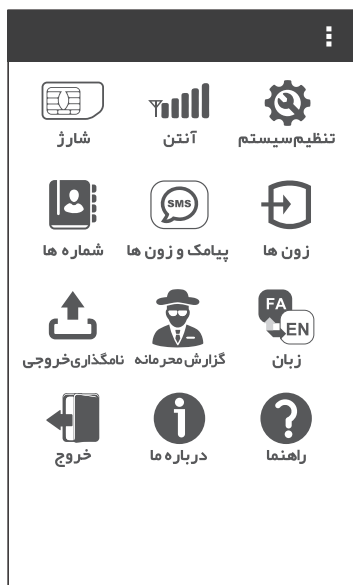 تنظیم سیستم
آنتن
شارژ
SMS
زون ها
پیامک و زون ها
شماره ها
FA
EN
زبان
گزارش محرمانه
نامگذاری خروجی
راهنما
درباره ما
خروج